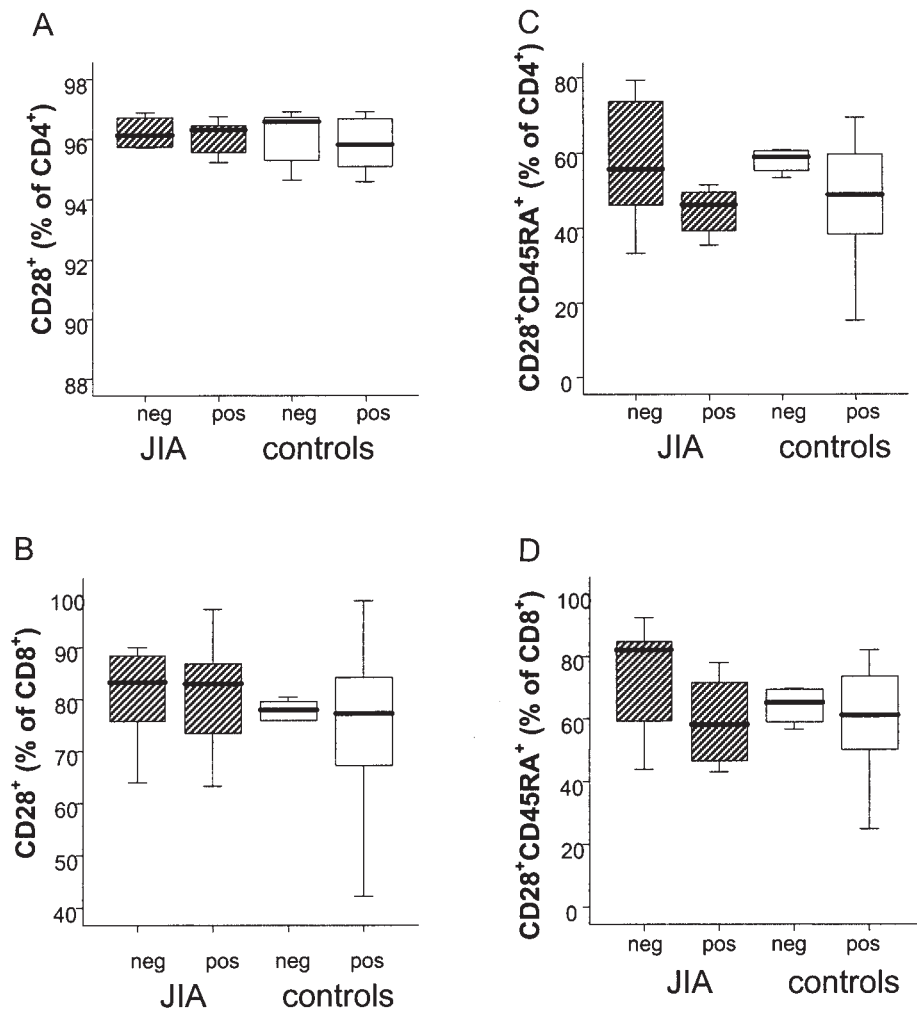 A
CD28⁺ (% of CD4⁺)
98
96
94
92
90
88
neg pos neg pos
JIA controls
C
CD28⁺CD45RA⁺ (% of CD4⁺)
80
60
40
20
0
neg pos neg pos
JIA controls
B
CD28⁺ (% of CD8⁺)
100
90
80
70
60
50
40
neg pos neg pos
JIA controls
D
CD28⁺CD45RA⁺ (% of CD8⁺)
100
80
60
40
20
0
neg pos neg pos
JIA controls